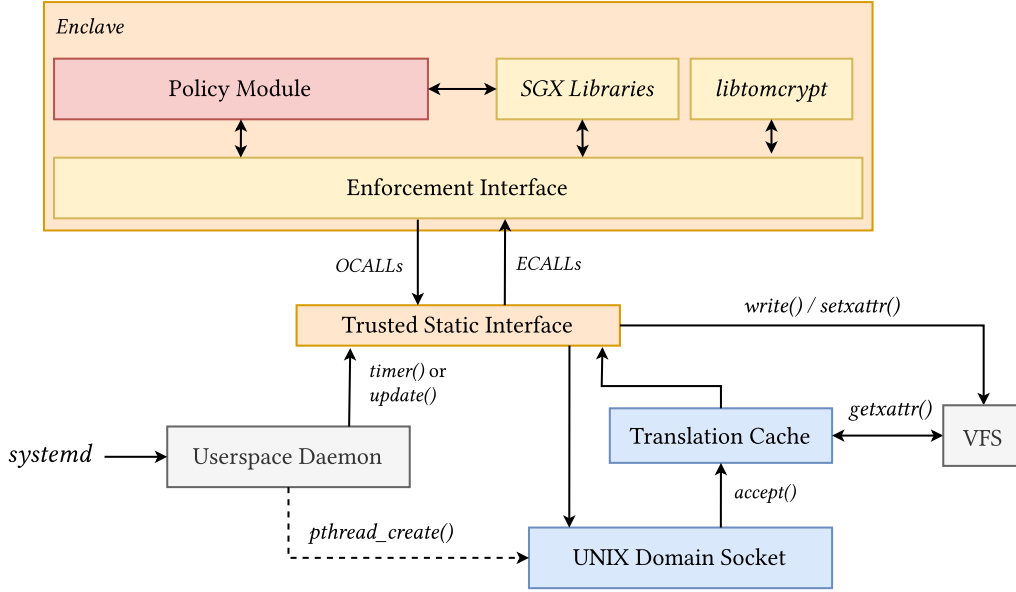 Enclave
Policy Module
SGX Libraries
libtomcrypt
Enforcement Interface
OCALLs
ECALLs
write() / setxattr()
Trusted Static Interface
timer() or
update()
getxattr()
Translation Cache
VFS
systemd
Userspace Daemon
accept()
pthread_create()
UNIX Domain Socket